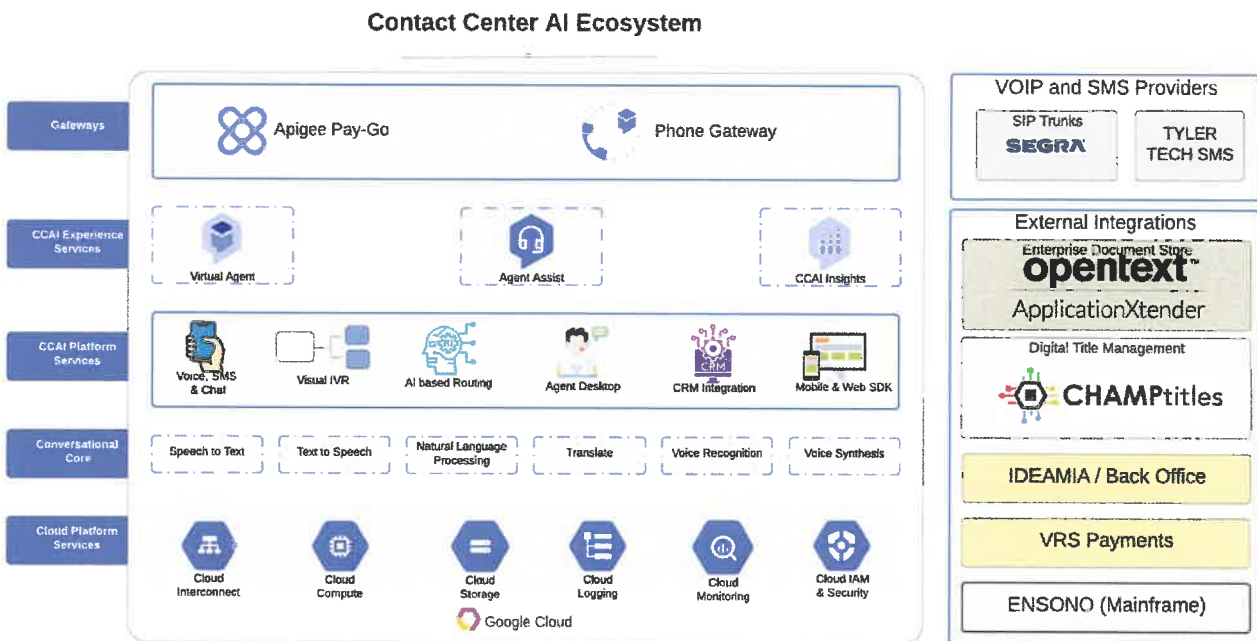 Contact Center AI Ecosystem
Gateways
Apigee Pay-Go
Phone Gateway
CCAI Experience
Services
Virtual Agent
Agent Assist
CCAI Insights
CCAI Platform
Services
Voice, SMS
& Chat
Visual IVR
AI based Routing
Agent Desktop
CRM
CRM Integration
Mobile & Web SDK
Conversational
Core
Speech to Text
Text to Speech
Natural Language
Processing
Translate
Voice Recognition
Voice Synthesis
Cloud Platform
Services
Cloud
Interconnect
Cloud
Compute
Cloud
Storage
Cloud
Logging
Cloud
Monitoring
Cloud IAM
& Security
Google Cloud
VOIP and SMS Providers
SIP Trunks
SEGRA
TYLER
TECH SMS
External Integrations
Enterprise Document Store
opentext™
ApplicationXtender
Digital Title Management
CHAMPtitles
IDEAMIA / Back Office
VRS Payments
ENSONO (Mainframe)